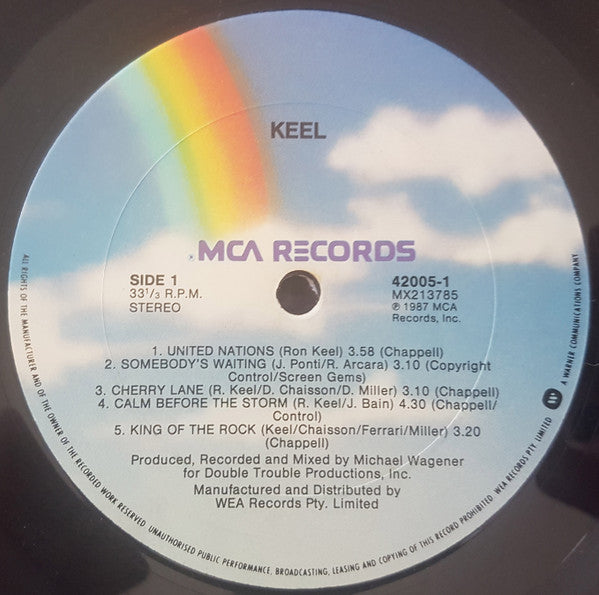 KEEL
MCA RECORDS
SIDE 1
33 1/3 R.P.M.
STEREO
42005-1
MX213785
℗ 1987 MCA
Records, Inc.
1. UNITED NATIONS (Ron Keel) 3.58 (Chappell)
2. SOMEBODY'S WAITING (J. Ponti/R. Arcara) 3.10 (Copyright
Control/Screen Gems)
3. CHERRY LANE (R. Keel/D. Chaisson/D. Miller) 3.10 (Chappell)
4. CALM BEFORE THE STORM (R. Keel/J. Bain) 4.30 (Chappell/
Control)
5. KING OF THE ROCK (Keel/Chaisson/Ferrari/Miller) 3.20
(Chappell)
Produced, Recorded and Mixed by Michael Wagener
for Double Trouble Productions, Inc.
Manufactured and Distributed by
WEA Records Pty. Limited
ALL RIGHTS OF THE MANUFACTURER AND OF THE OWNER OF THE RECORDED WORK RESERVED. UNAUTHORISED PUBLIC PERFORMANCE, BROADCASTING, LEASING AND COPYING OF THIS RECORD PROHIBITED. WEA RECORDS PTY. LIMITED A WARNER COMMUNICATIONS COMPANY